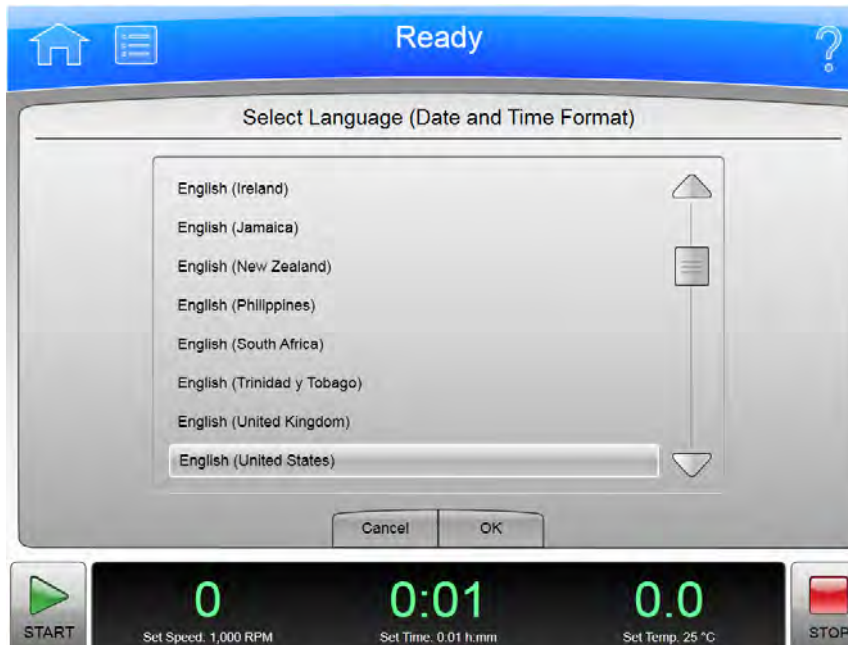 Ready
?
Select Language (Date and Time Format)
English (Ireland)
English (Jamaica)
English (New Zealand)
English (Philippines)
English (South Africa)
English (Trinidad y Tobago)
English (United Kingdom)
English (United States)
Cancel OK
0 0:01 0.0
START Set Speed: 1,000 RPM Set Time: 0:01 h:mm Set Temp. 25 °C STOP